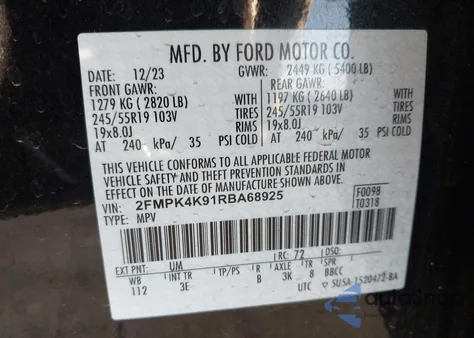 MFD. BY FORD MOTOR CO.
DATE: 12/23 GVWR: 2449 KG (5400 LB)
FRONT GAWR: REAR GAWR:
1279 KG (2820 LB) WITH 1197 KG (2640 LB) WITH
245/55R19 103V TIRES 245/55R19 103V TIRES
19x8.0J RIMS 19x8.0J RIMS
AT 240 kPa/ 35 PSI COLD AT 240 kPa/ 35 PSI COLD
THIS VEHICLE CONFORMS TO ALL APPLICABLE FEDERAL MOTOR
VEHICLE SAFETY AND THEFT PREVENTION STANDARDS IN EFFECT
ON THE DATE OF MANUFACTURE SHOWN ABOVE.
VIN: 2FMPK4K91RBA68925 F0098
TYPE: MPV T0318
EXT PNT: UM RC: 72
WB INT TR TP/PS R AXLE TR SPR
112 3E B 3K 8 BBCC
UTC 5USA-1520472-BA
AutoSnap